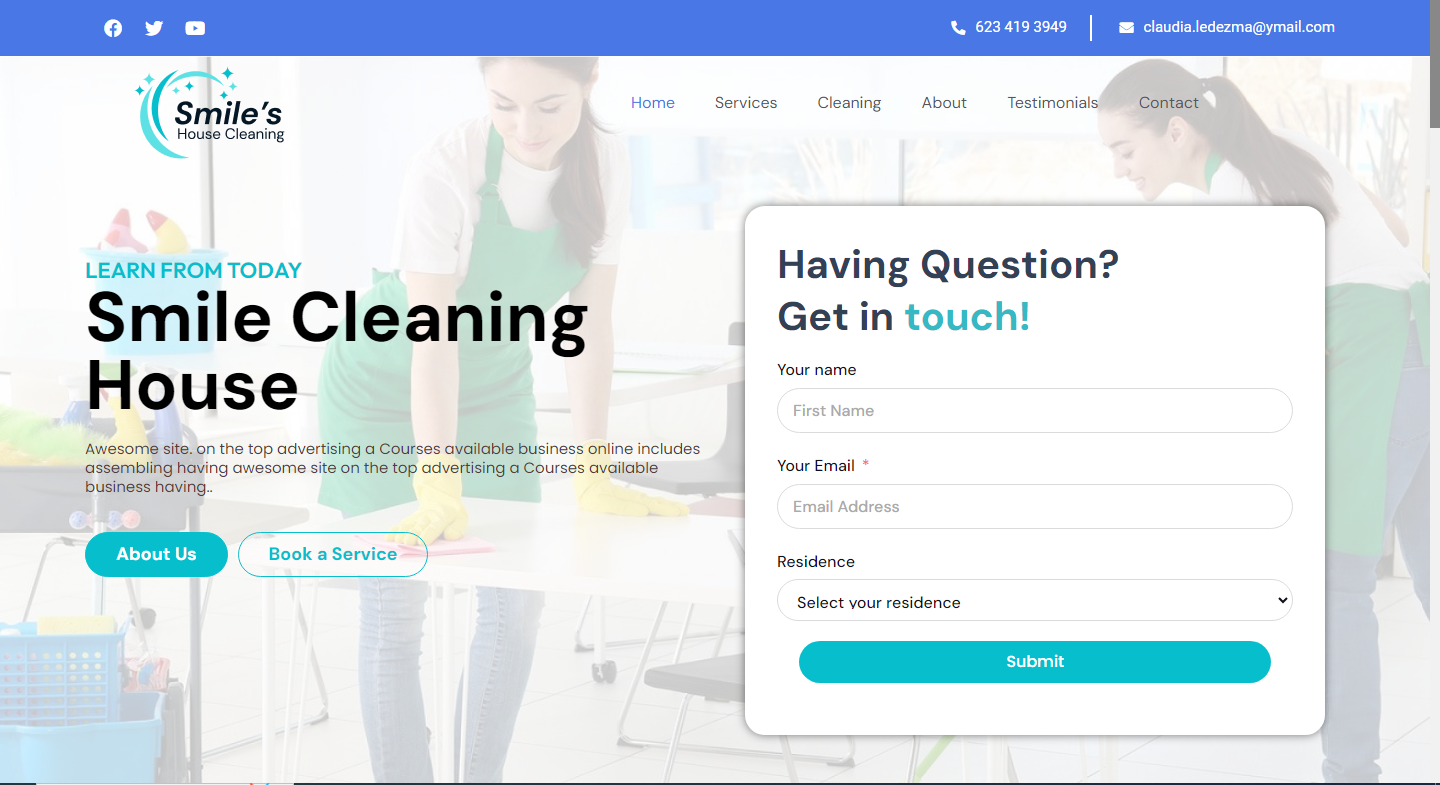 623 419 3949
claudia.ledezma@ymail.com
Smile's
House Cleaning
Home
Services
Cleaning
About
Testimonials
Contact
LEARN FROM TODAY
Smile Cleaning
House
Awesome site. on the top advertising a Courses available business online includes
assembling having awesome site on the top advertising a Courses available
business having..
About Us
Book a Service
Having Question?
Get in touch!
Your name
First Name
Your Email *
Email Address
Residence
Select your residence
Submit